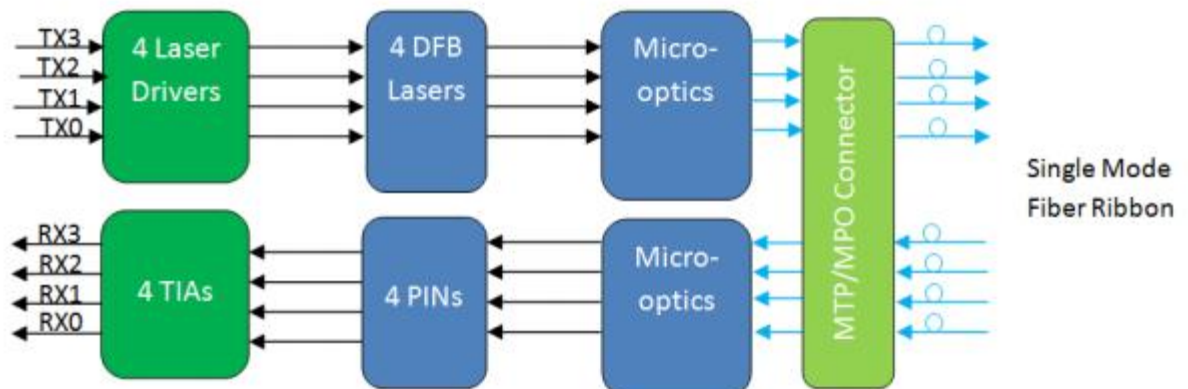 TX3
TX2
TX1
TX0
4 Laser
Drivers
4 DFB
Lasers
Micro-
optics
MTP/MPO Connector
Single Mode
Fiber Ribbon
RX3
RX2
RX1
RX0
4 TIAs
4 PINs
Micro-
optics